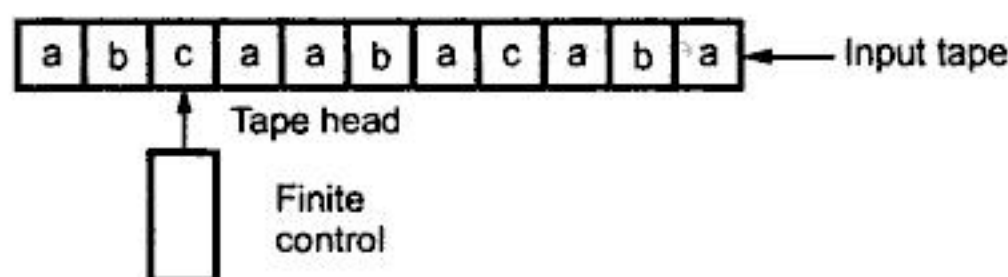 a b c a a b a c a b a
Input tape
Tape head
Finite
control